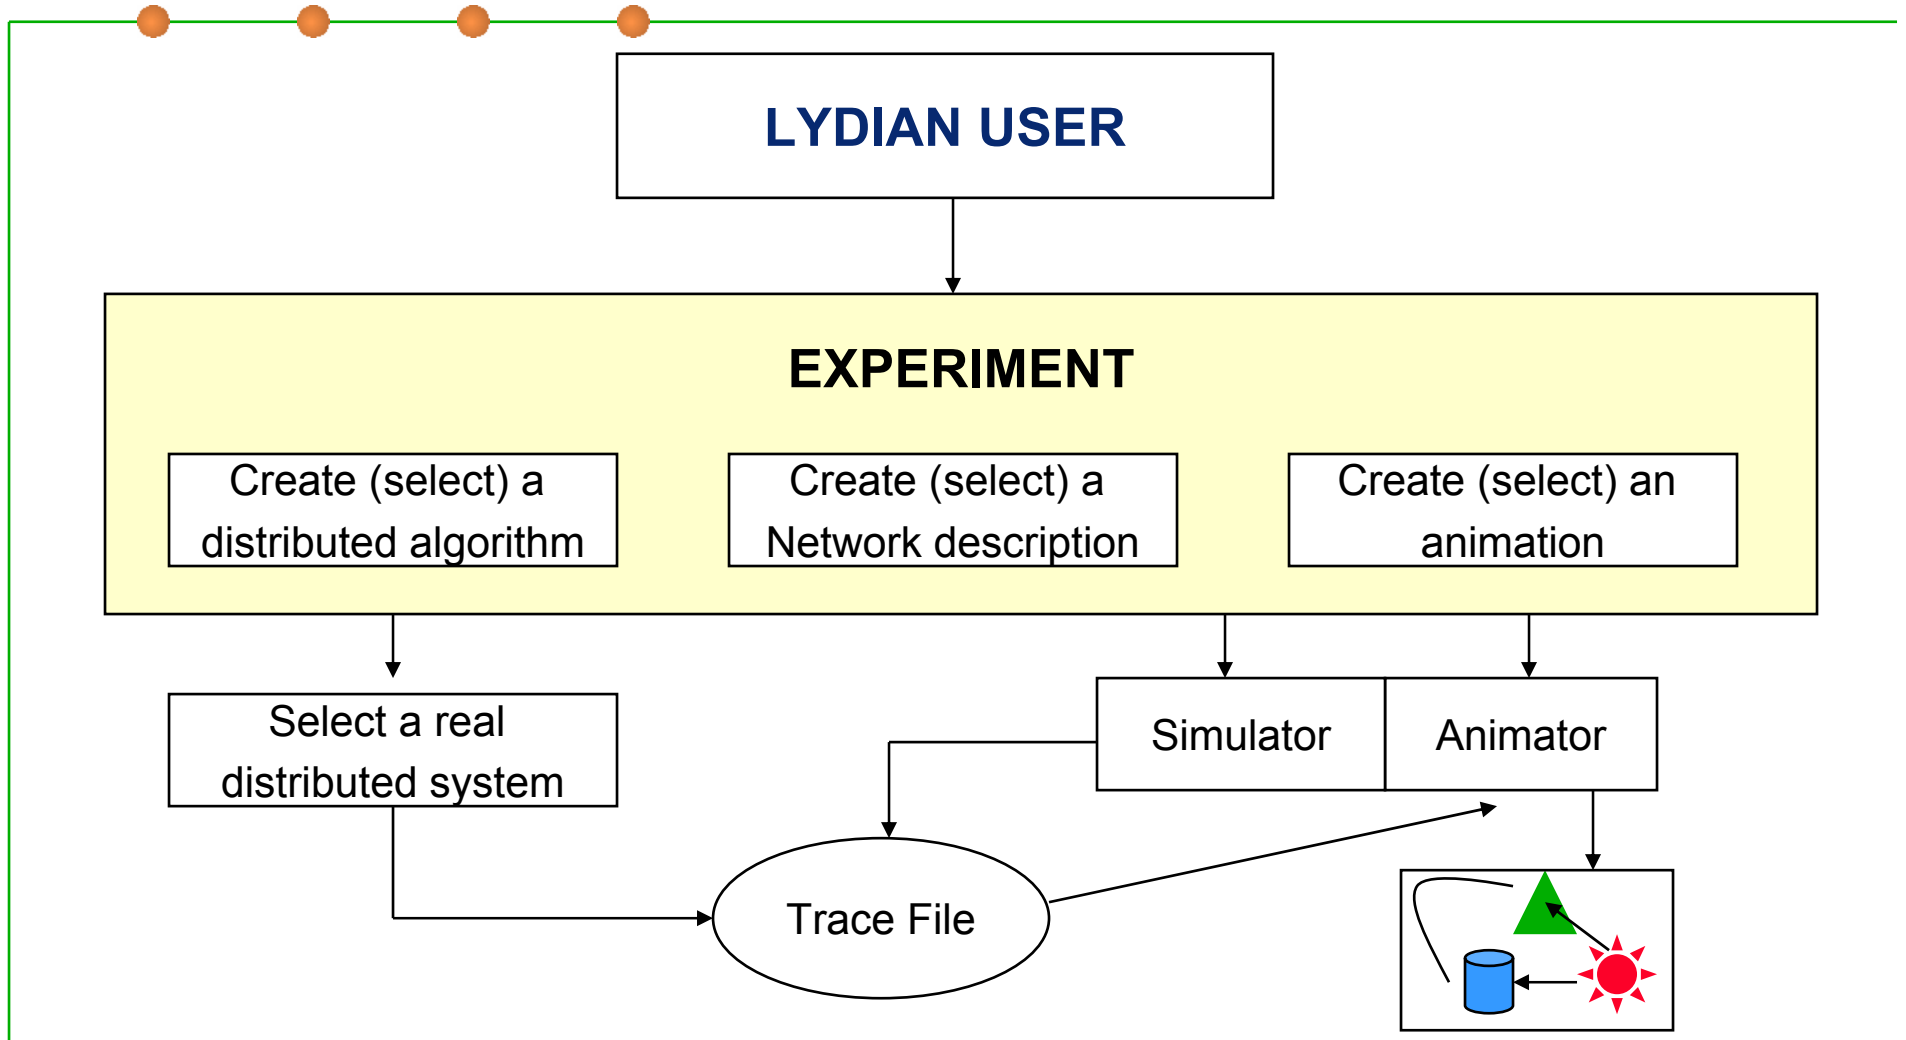 LYDIAN USER
EXPERIMENT
Create (select) a
distributed algorithm
Create (select) a
Network description
Create (select) an
animation
Select a real
distributed system
Simulator
Animator
Trace File